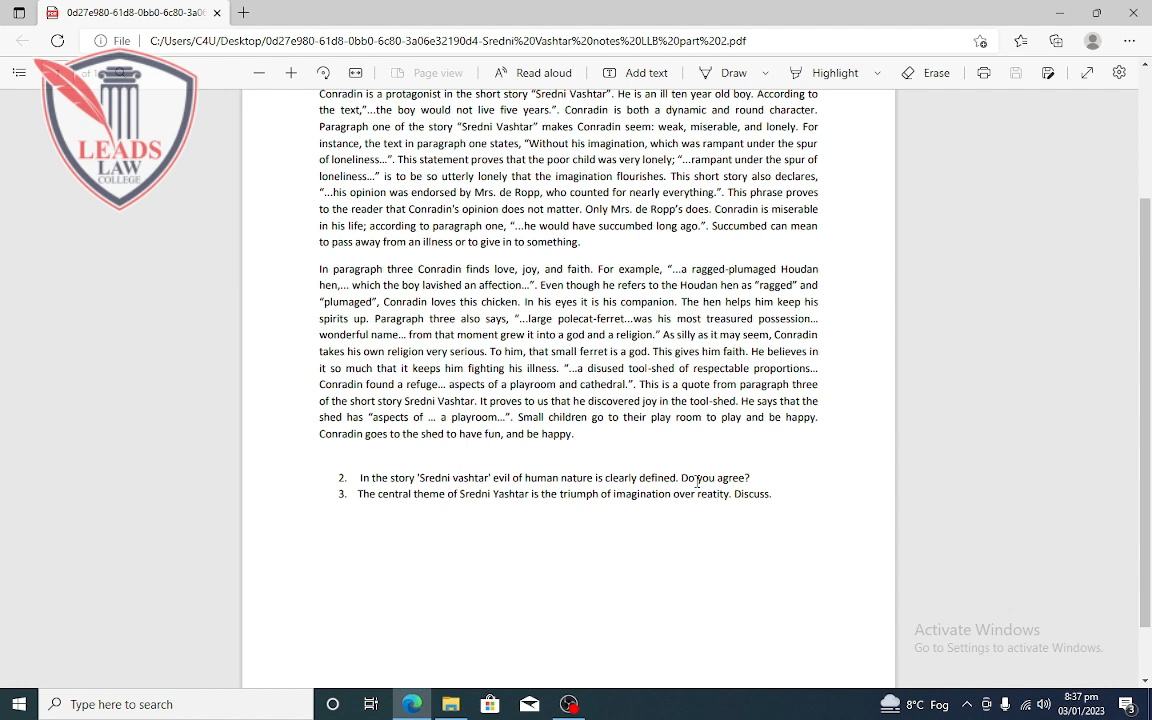 0d27e980-61d8-0bb0-6c80-3a06
File
C:/Users/C4U/Desktop/0d27e980-61d8-0bb0-6c80-3a06e32190d4-Sredni%20Vashtar%20notes%20LLB%20part%202.pdf
of 1
Page view
Read aloud
Add text
Draw
Highlight
Erase
LEADS
LAW
COLLEGE
Conradin is a protagonist in the short story "Sredni Vashtar". He is an ill ten year old boy. According to
the text,"...the boy would not live five years.". Conradin is both a dynamic and round character.
Paragraph one of the story "Sredni Vashtar" makes Conradin seem: weak, miserable, and lonely. For
instance, the text in paragraph one states, "Without his imagination, which was rampant under the spur
of loneliness...". This statement proves that the poor child was very lonely; "...rampant under the spur of
loneliness..." is to be so utterly lonely that the imagination flourishes. This short story also declares,
"...his opinion was endorsed by Mrs. de Ropp, who counted for nearly everything.". This phrase proves
to the reader that Conradin's opinion does not matter. Only Mrs. de Ropp's does. Conradin is miserable
in his life; according to paragraph one, "...he would have succumbed long ago.". Succumbed can mean
to pass away from an illness or to give in to something.
In paragraph three Conradin finds love, joy, and faith. For example, "...a ragged-plumaged Houdan
hen,... which the boy lavished an affection...". Even though he refers to the Houdan hen as "ragged" and
"plumaged", Conradin loves this chicken. In his eyes it is his companion. The hen helps him keep his
spirits up. Paragraph three also says, "...large polecat-ferret...was his most treasured possession...
wonderful name... from that moment grew it into a god and a religion." As silly as it may seem, Conradin
takes his own religion very serious. To him, that small ferret is a god. This gives him faith. He believes in
it so much that it keeps him fighting his illness. "...a disused tool-shed of respectable proportions...
Conradin found a refuge... aspects of a playroom and cathedral.". This is a quote from paragraph three
of the short story Sredni Vashtar. It proves to us that he discovered joy in the tool-shed. He says that the
shed has "aspects of ... a playroom...". Small children go to their play room to play and be happy.
Conradin goes to the shed to have fun, and be happy.
2. In the story 'Sredni vashtar' evil of human nature is clearly defined. Do you agree?
3. The central theme of Sredni Yashtar is the triumph of imagination over reatity. Discuss.
Activate Windows
Go to Settings to activate Windows.
Type here to search
8°C Fog
8:37 pm
03/01/2023
3